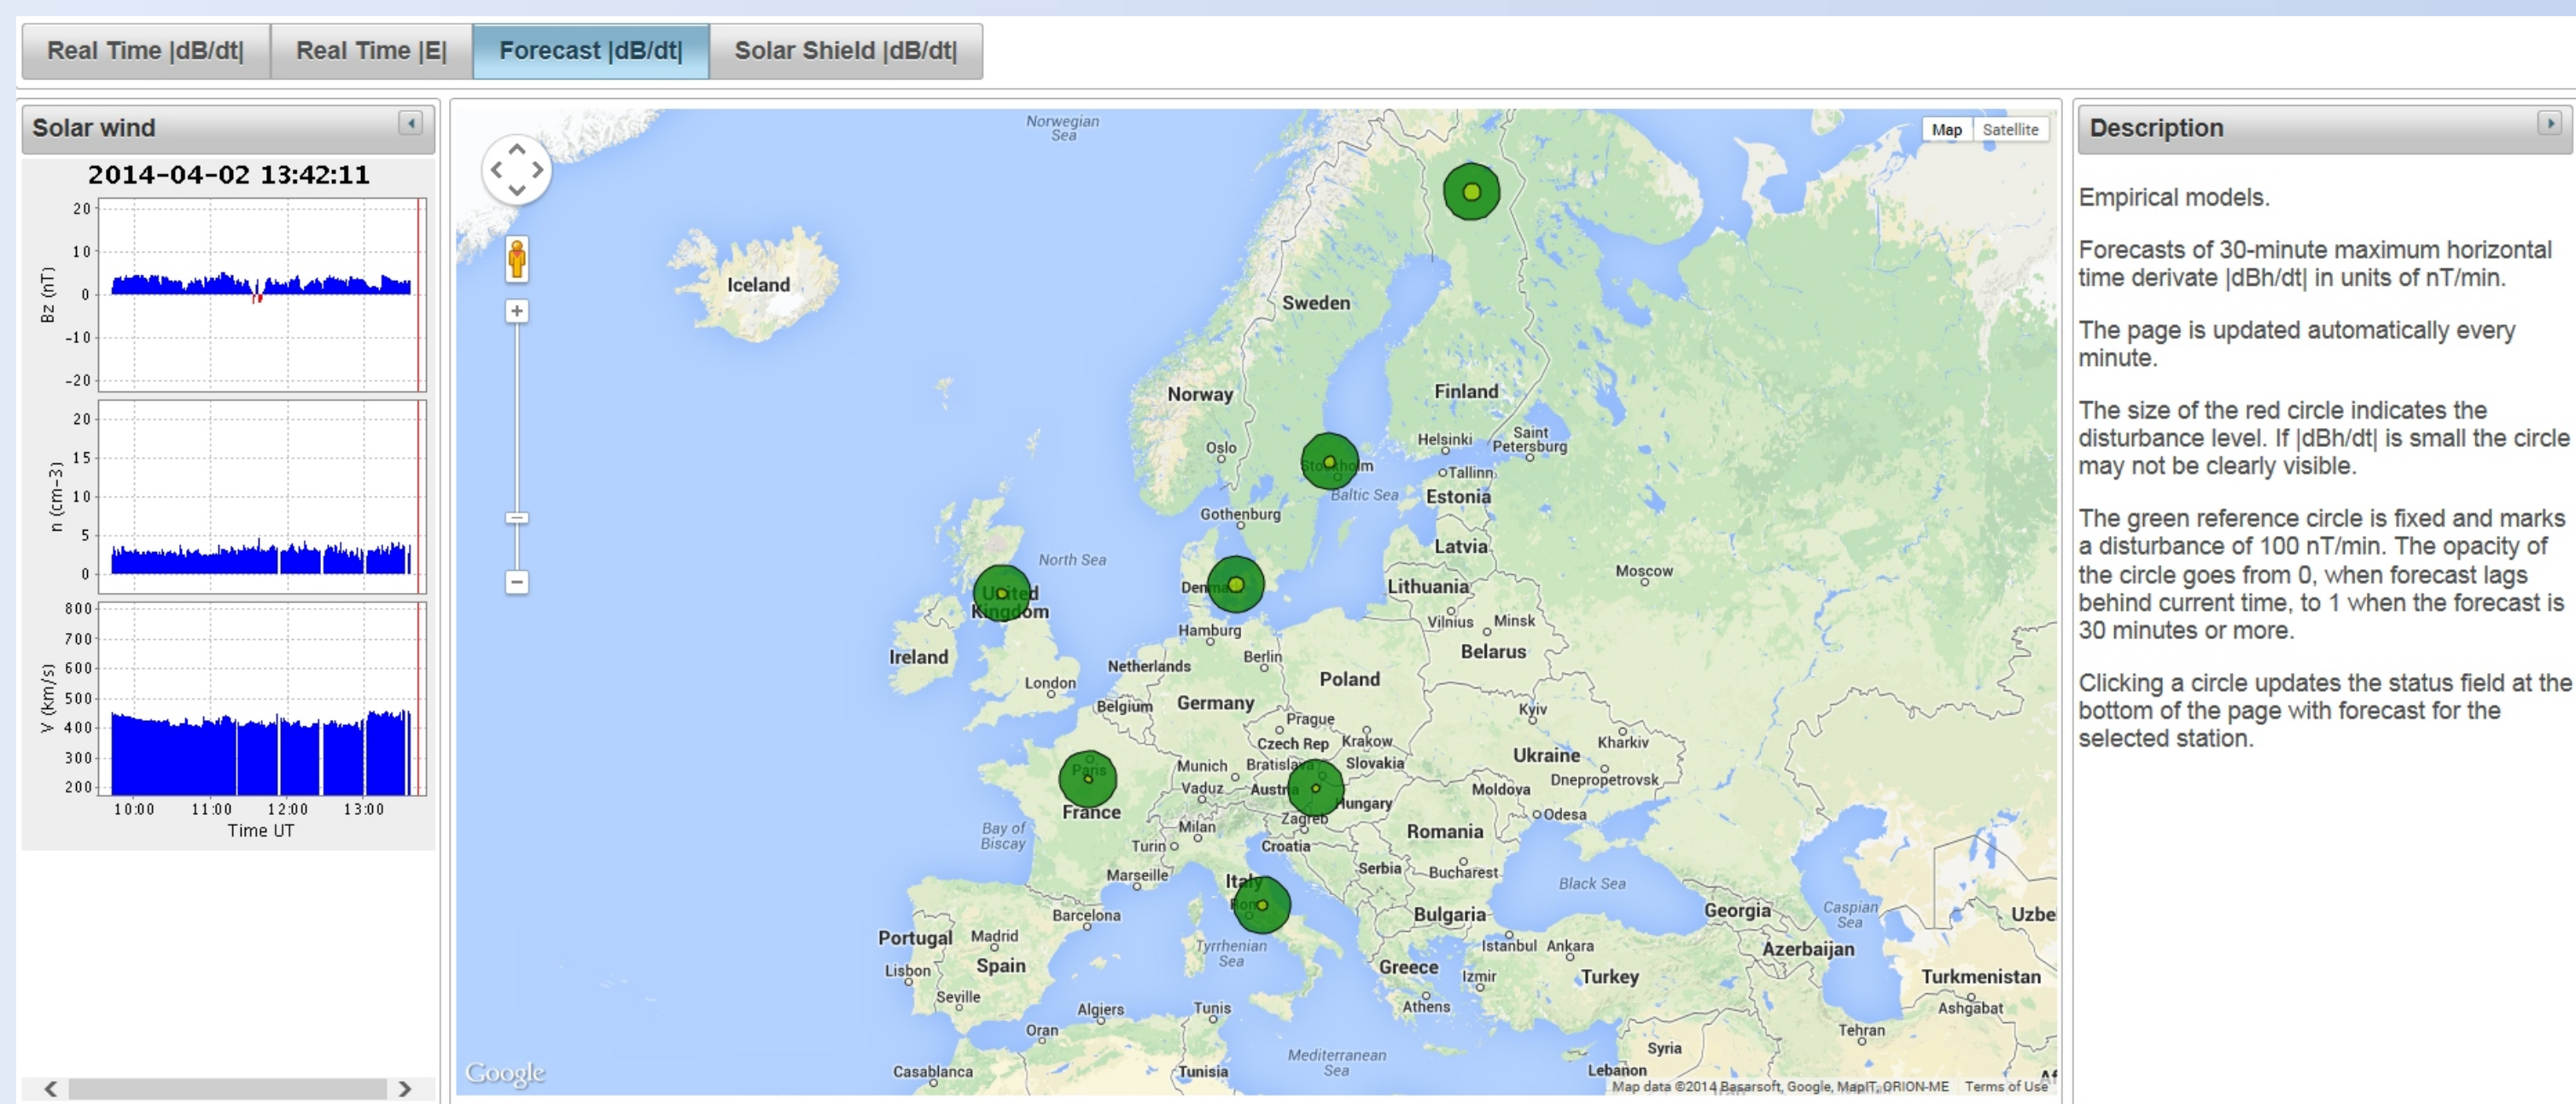 Real Time |dB/dt|
Real Time |E|
Forecast |dB/dt|
Solar Shield |dB/dt|
Solar wind
2014-04-02 13:42:11
20
10
0
-10
-20
Bz (nT)
20
15
10
5
0
n (cm-3)
800
700
600
500
400
300
200
V (km/s)
10:00
11:00
12:00
13:00
Time UT
Norwegian
Sea
Map
Satellite
Iceland
Sweden
Norway
Finland
Oslo
Helsinki
Saint
Petersburg
Stockholm
Tallinn
Baltic Sea
Estonia
Gothenburg
Latvia
North Sea
Moscow
Denmark
Lithuania
United
Kingdom
Vilnius
Minsk
Hamburg
Ireland
Netherlands
Berlin
Belarus
London
Poland
Belgium
Germany
Kyiv
Prague
Czech Rep
Krakow
Kharkiv
Ukraine
Munich
Bratislava
Slovakia
Paris
Dnepropetrovsk
Vaduz
Austria
Moldova
Hungary
France
Zagreb
Odesa
Bay of
Biscay
Milan
Romania
Turin
Croatia
Marseille
Serbia
Bucharest
Italy
Black Sea
Rome
Barcelona
Bulgaria
Georgia
Caspian
Sea
Uzbe
Portugal
Madrid
Tyrrhenian
Sea
Istanbul
Ankara
Azerbaijan
Lisbon
Spain
Greece
Izmir
Turkey
Turkmenistan
Seville
Algiers
Tunis
Athens
Ashgabat
Oran
Tehran
Mediterranean
Sea
Syria
Casablanca
Tunisia
Lebanon
Google
Map data ©2014 Basarsoft, Google, MapIT, ORION-ME
Terms of Use
Description
Empirical models.
Forecasts of 30-minute maximum horizontal
time derivate |dBh/dt| in units of nT/min.
The page is updated automatically every
minute.
The size of the red circle indicates the
disturbance level. If |dBh/dt| is small the circle
may not be clearly visible.
The green reference circle is fixed and marks
a disturbance of 100 nT/min. The opacity of
the circle goes from 0, when forecast lags
behind current time, to 1 when the forecast is
30 minutes or more.
Clicking a circle updates the status field at the
bottom of the page with forecast for the
selected station.